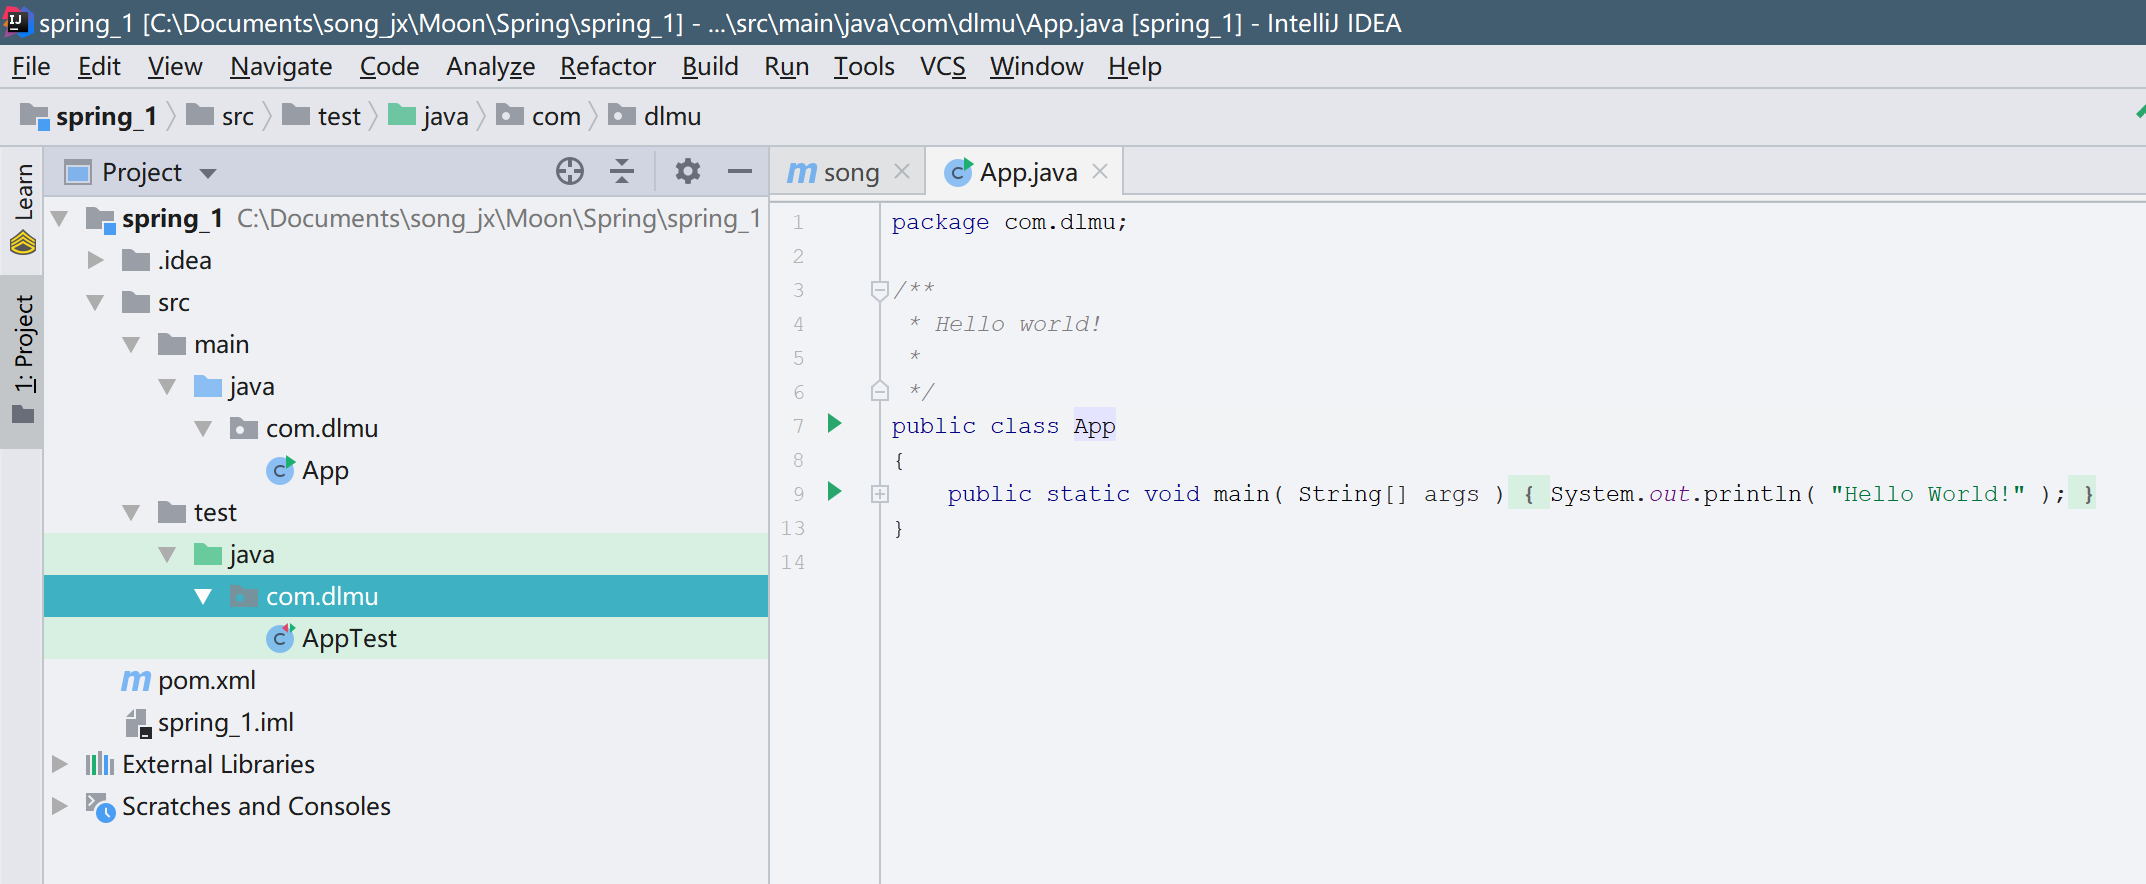 spring_1 [C:\Documents\song_jx\Moon\Spring\spring_1] - ...\src\main\java\com\dlmu\App.java [spring_1] - IntelliJ IDEA
File Edit View Navigate Code Analyze Refactor Build Run Tools VCS Window Help
spring_1 src test java com dlmu
Learn
1: Project
Project
spring_1 C:\Documents\song_jx\Moon\Spring\spring_1
.idea
src
main
java
com.dlmu
App
test
java
com.dlmu
AppTest
pom.xml
spring_1.iml
External Libraries
Scratches and Consoles
song App.java
1 package com.dlmu;
2
3 /**
4 * Hello world!
5 *
6 */
7 public class App
8 {
9 public static void main( String[] args ) { System.out.println( "Hello World!" ); }
13 }
14